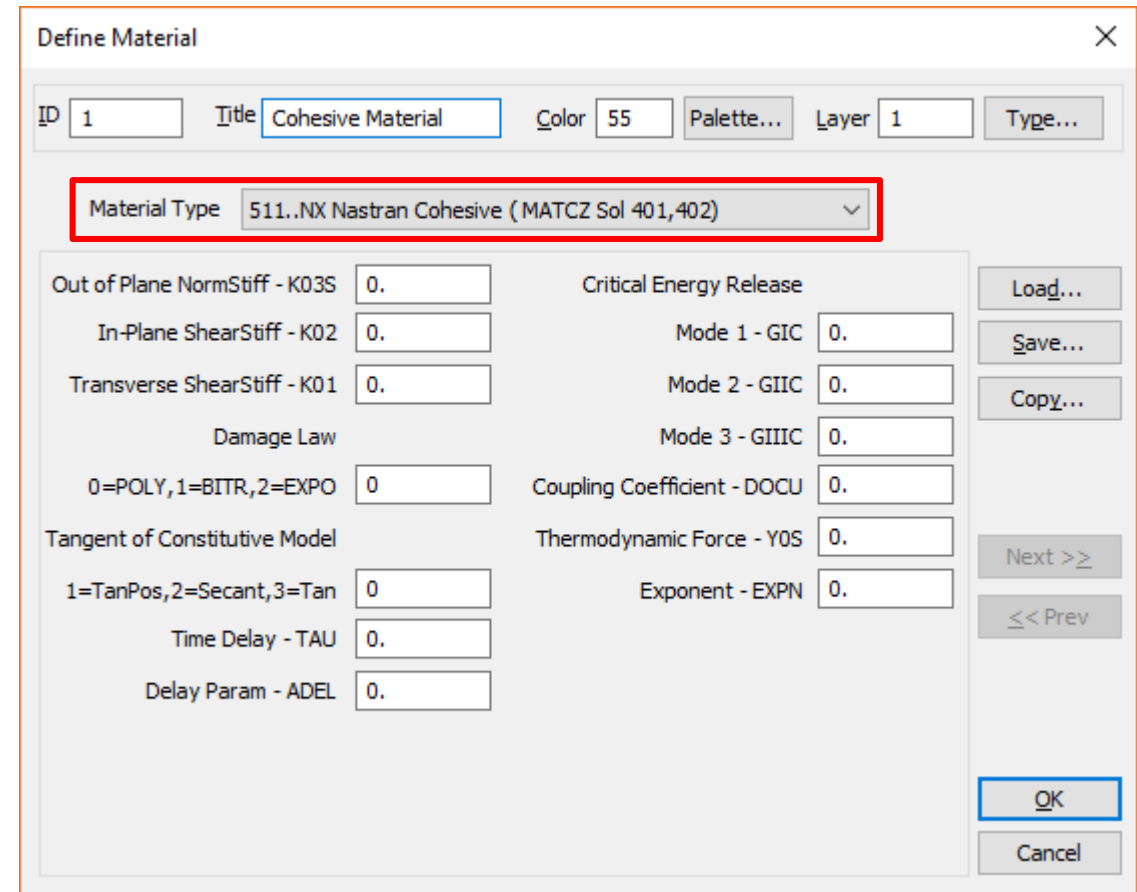 Define Material
ID 1 Title Cohesive Material Color 55 Palette... Layer 1 Type...
Material Type 511..NX Nastran Cohesive ( MATCZ Sol 401,402)
Out of Plane NormStiff - K03S 0. Critical Energy Release Load...
In-Plane ShearStiff - K02 0. Mode 1 - GIC 0. Save...
Transverse ShearStiff - K01 0. Mode 2 - GIIC 0. Copy...
Damage Law Mode 3 - GIIIC 0.
0=POLY,1=BITR,2=EXPO 0 Coupling Coefficient - DOCU 0.
Tangent of Constitutive Model Thermodynamic Force - Y0S 0. Next >>
1=TanPos,2=Secant,3=Tan 0 Exponent - EXPN 0. << Prev
Time Delay - TAU 0.
Delay Param - ADEL 0.
OK
Cancel